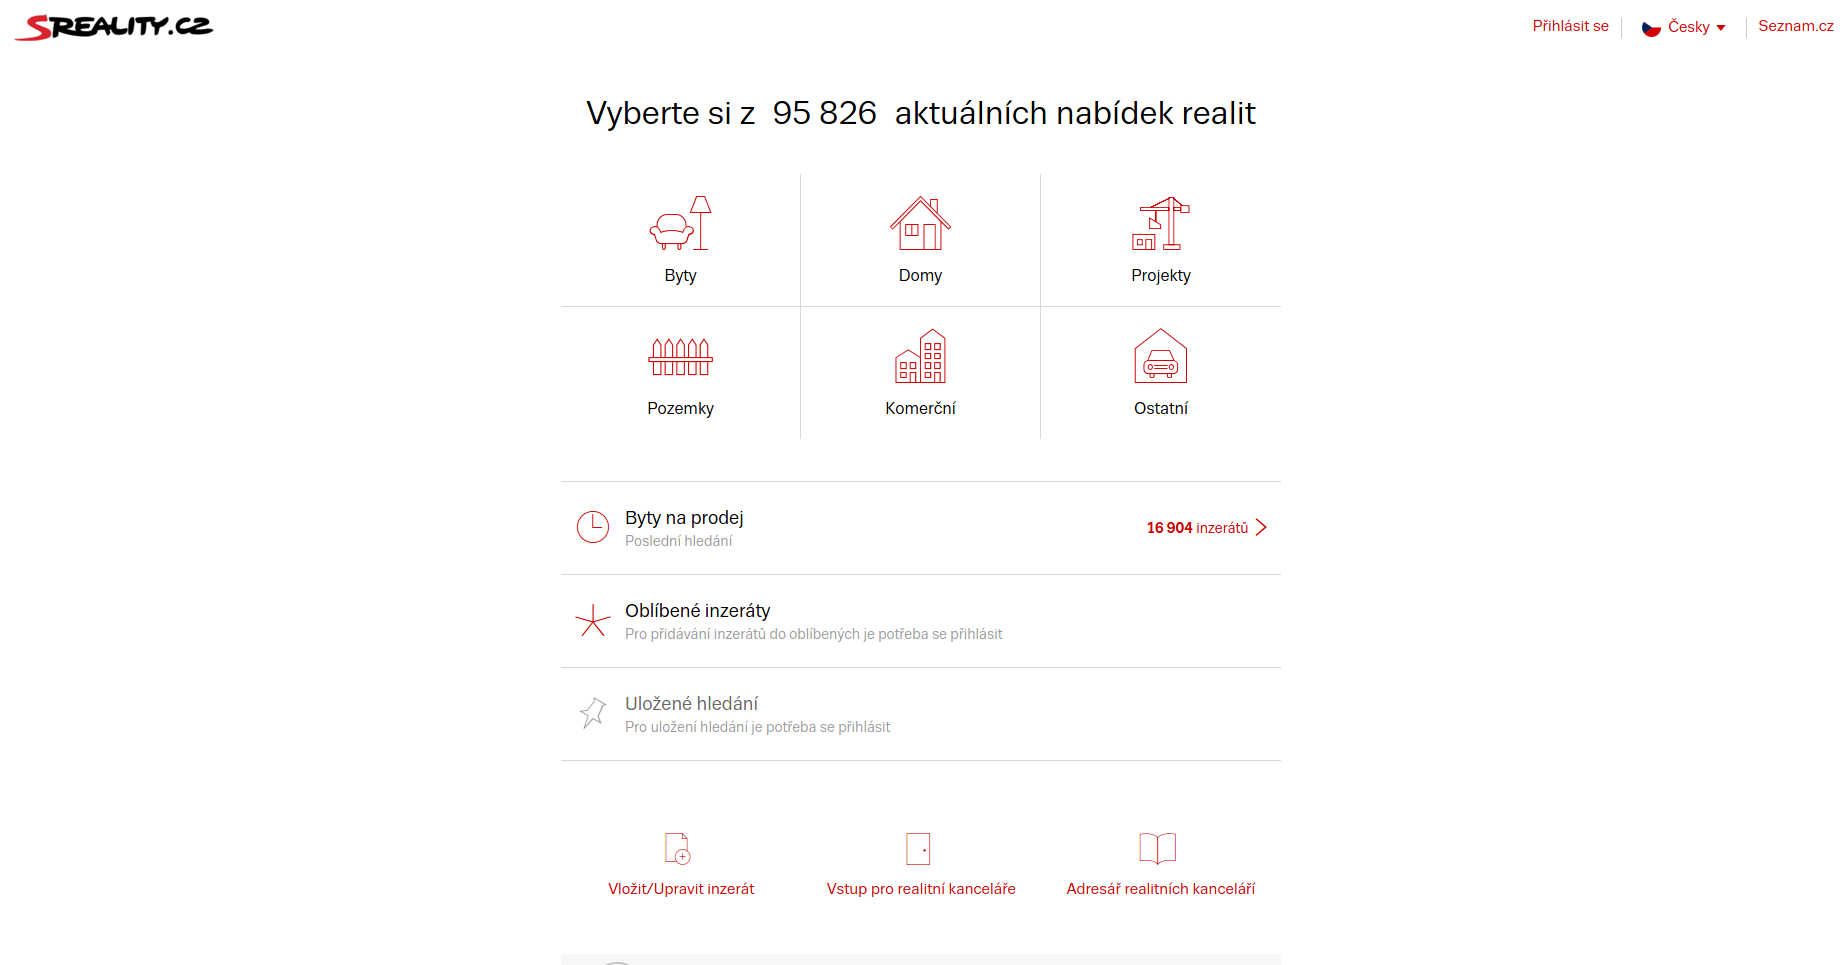 SREALITY.CZ
Přihlásit se
Česky
Seznam.cz
Vyberte si z 95 826 aktuálních nabídek realit
Byty
Domy
Projekty
Pozemky
Komerční
Ostatní
Byty na prodej
Poslední hledání
16 904 inzerátů
Oblíbené inzeráty
Pro přidávání inzerátů do oblíbených je potřeba se přihlásit
Uložené hledání
Pro uložení hledání je potřeba se přihlásit
Vložit/Upravit inzerát
Vstup pro realitní kanceláře
Adresář realitních kanceláří